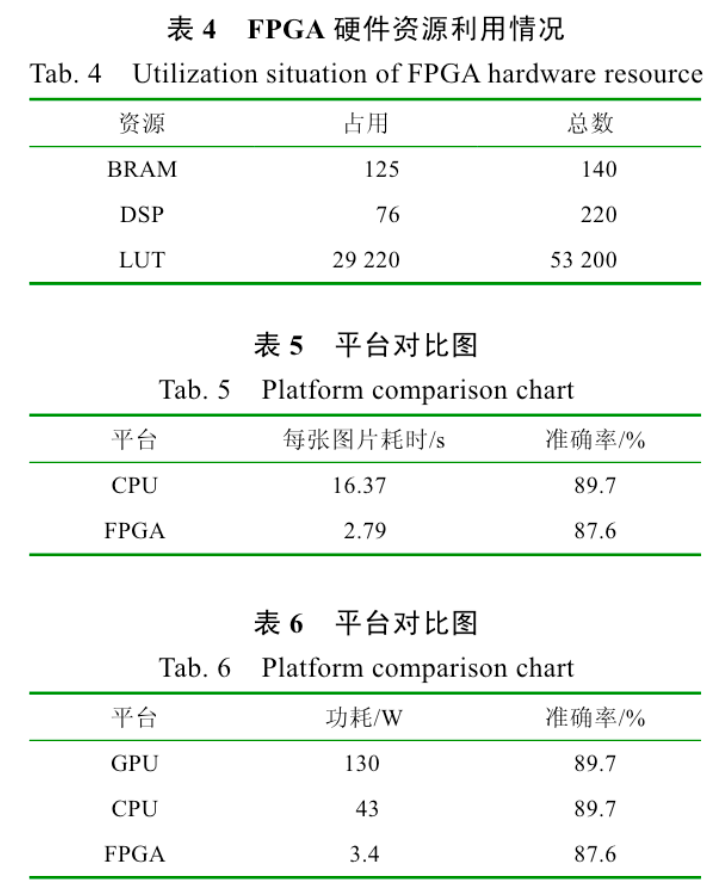 表 4 FPGA 硬件资源利用情况
Tab. 4 Utilization situation of FPGA hardware resource
资源 占用 总数
BRAM 125 140
DSP 76 220
LUT 29 220 53 200
表 5 平台对比图
Tab. 5 Platform comparison chart
平台 每张图片耗时/s 准确率/%
CPU 16.37 89.7
FPGA 2.79 87.6
表 6 平台对比图
Tab. 6 Platform comparison chart
平台 功耗/W 准确率/%
GPU 130 89.7
CPU 43 89.7
FPGA 3.4 87.6